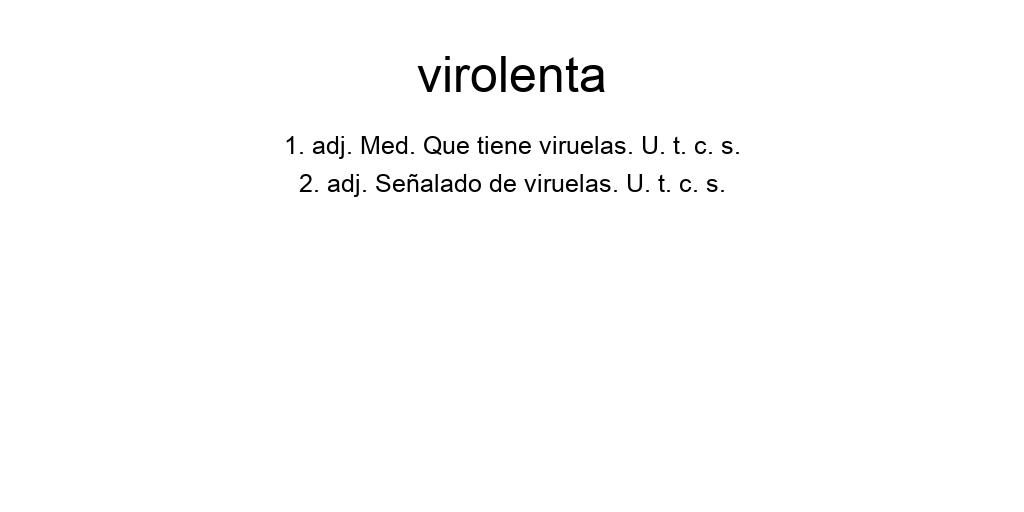 virolenta
1. adj. Med. Que tiene viruelas. U. t. c. s.
2. adj. Señalado de viruelas. U. t. c. s.